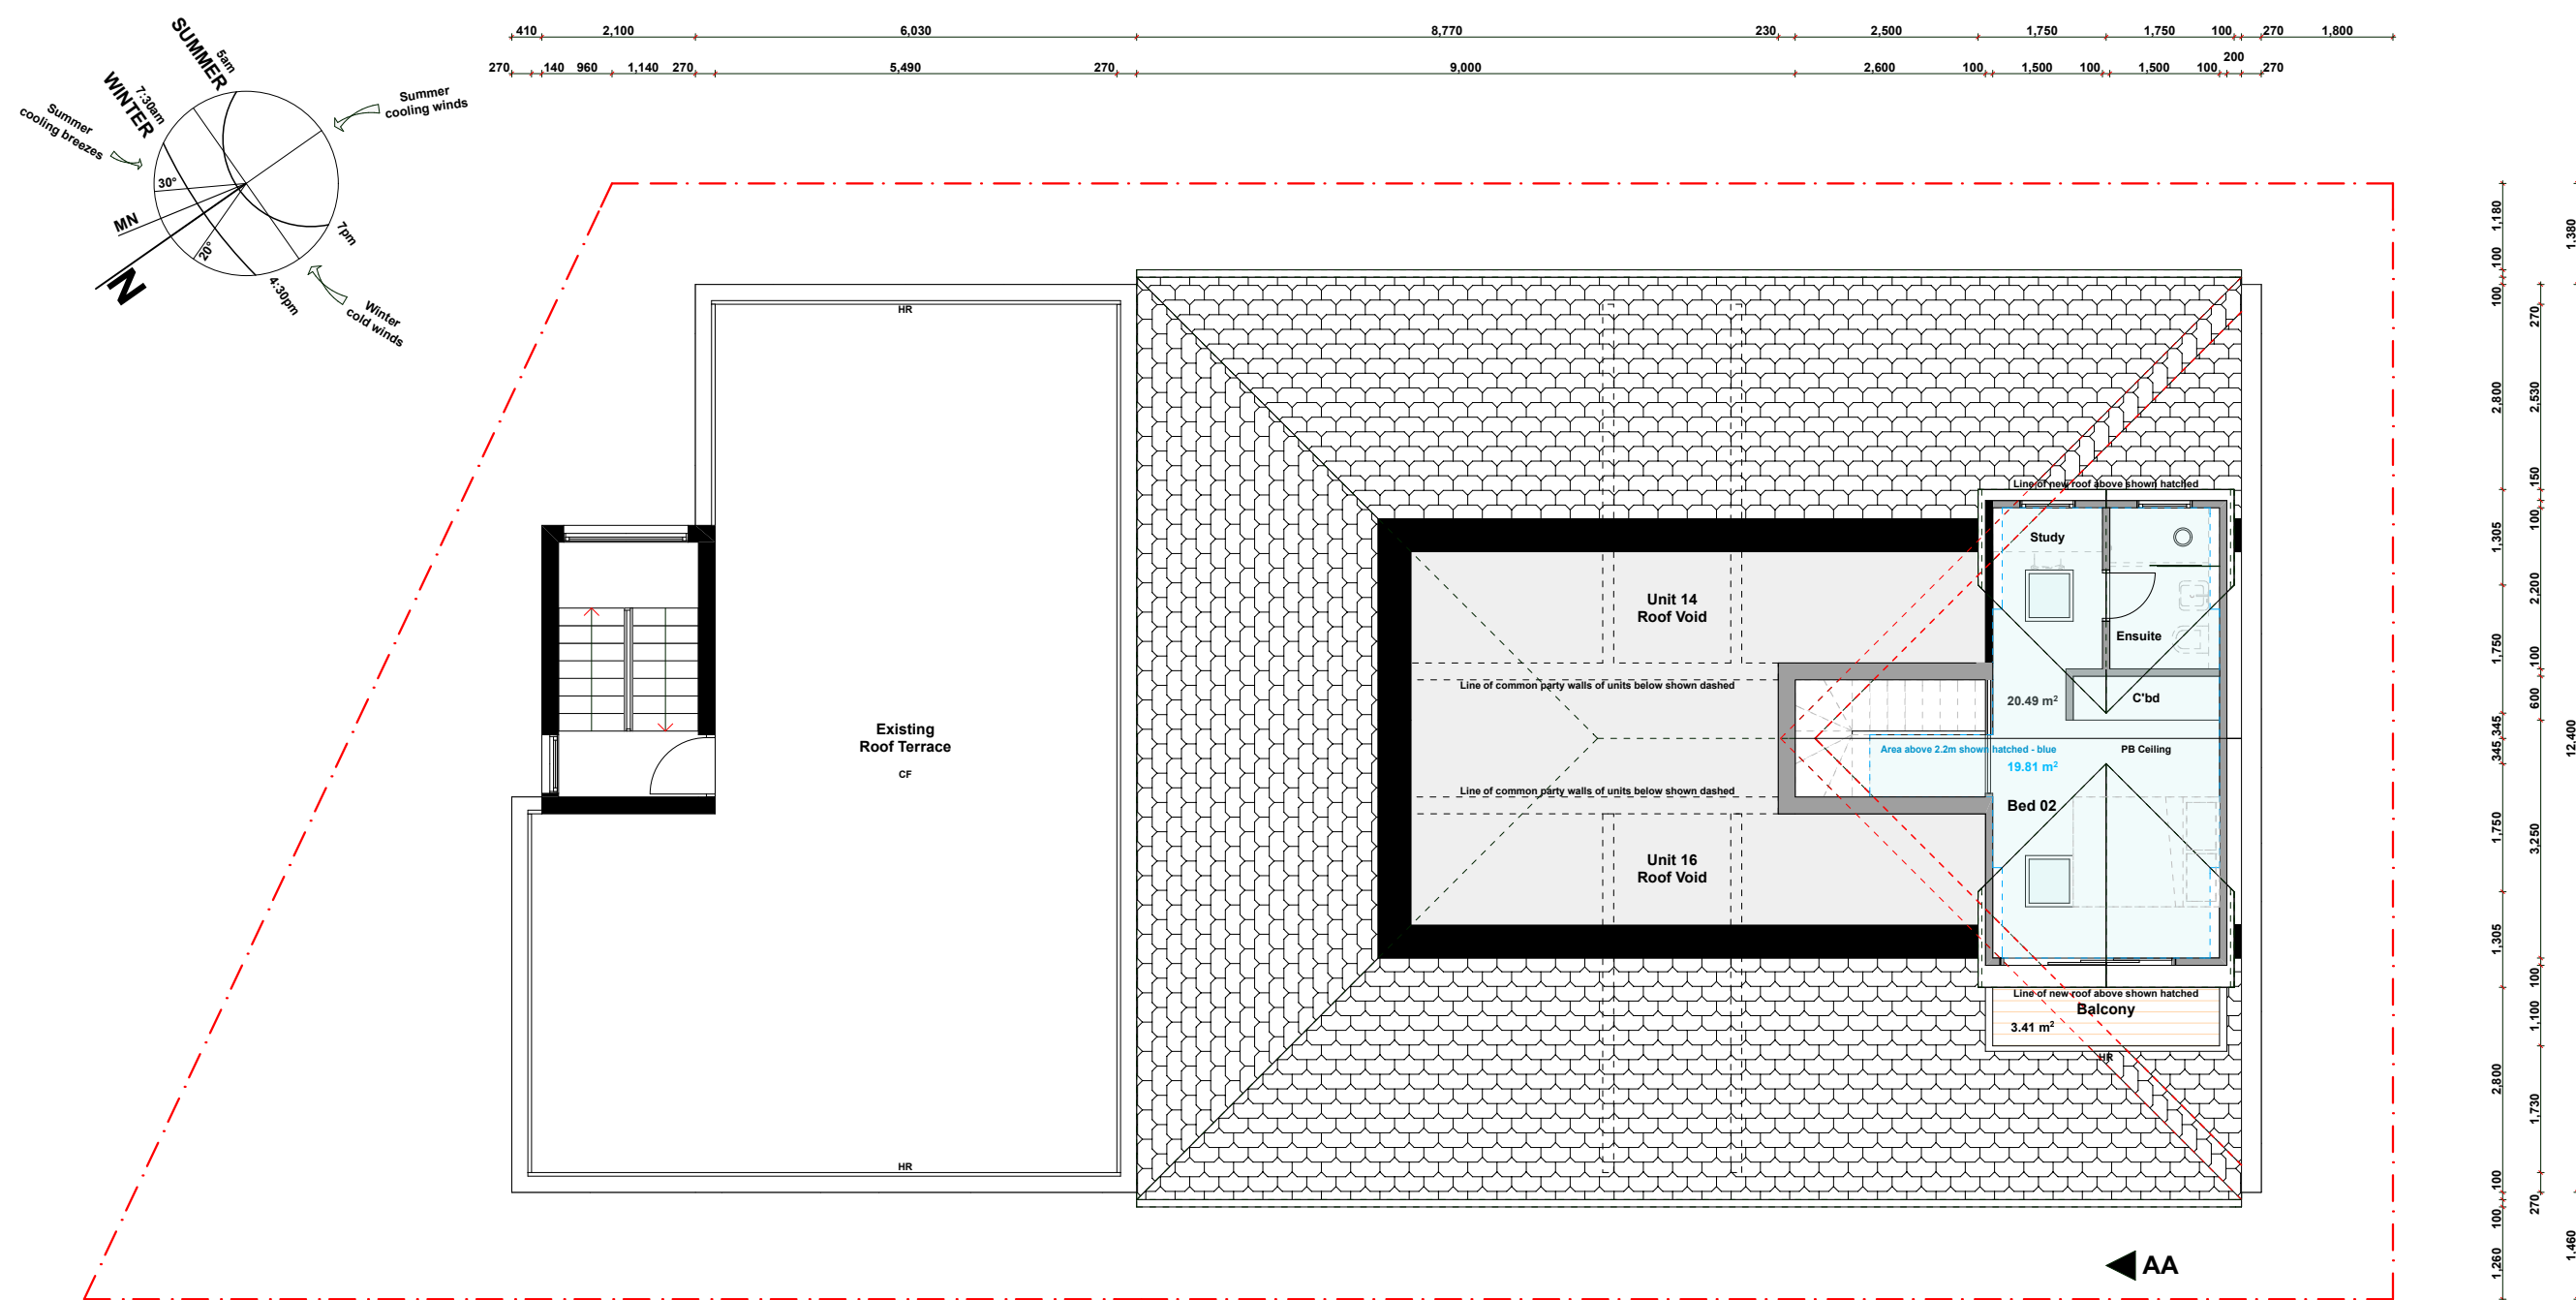 410 2,100 6,030 8,770 230 2,500 1,750 1,750 100 270 1,800
270 140 960 1,140 270 5,490 270 9,000 2,600 100 1,500 100 1,500 100 200 270
SUMMER
5am
WINTER
7:30am
Summer
cooling winds
Summer
cooling breezes
30°
MN
20°
N
7pm
4:30pm
Winter
cold winds
HR
Existing
Roof Terrace
CF
HR
Unit 14
Roof Void
Line of common party walls of units below shown dashed
Line of common party walls of units below shown dashed
Unit 16
Roof Void
Line of new roof above shown hatched
Study
Ensuite
20.49 m²
C'bd
Area above 2.2m shown hatched - blue
PB Ceiling
19.81 m²
Bed 02
Line of new roof above shown hatched
Balcony
3.41 m²
HR
AA
1,180
100
100
2,800
150
1,305
1,750
345
345
1,750
1,305
2,800
100
100
1,260
270
2,530
100
2,200
100
600
3,250
100
1,100
1,730
270
1,380
12,400
1,460